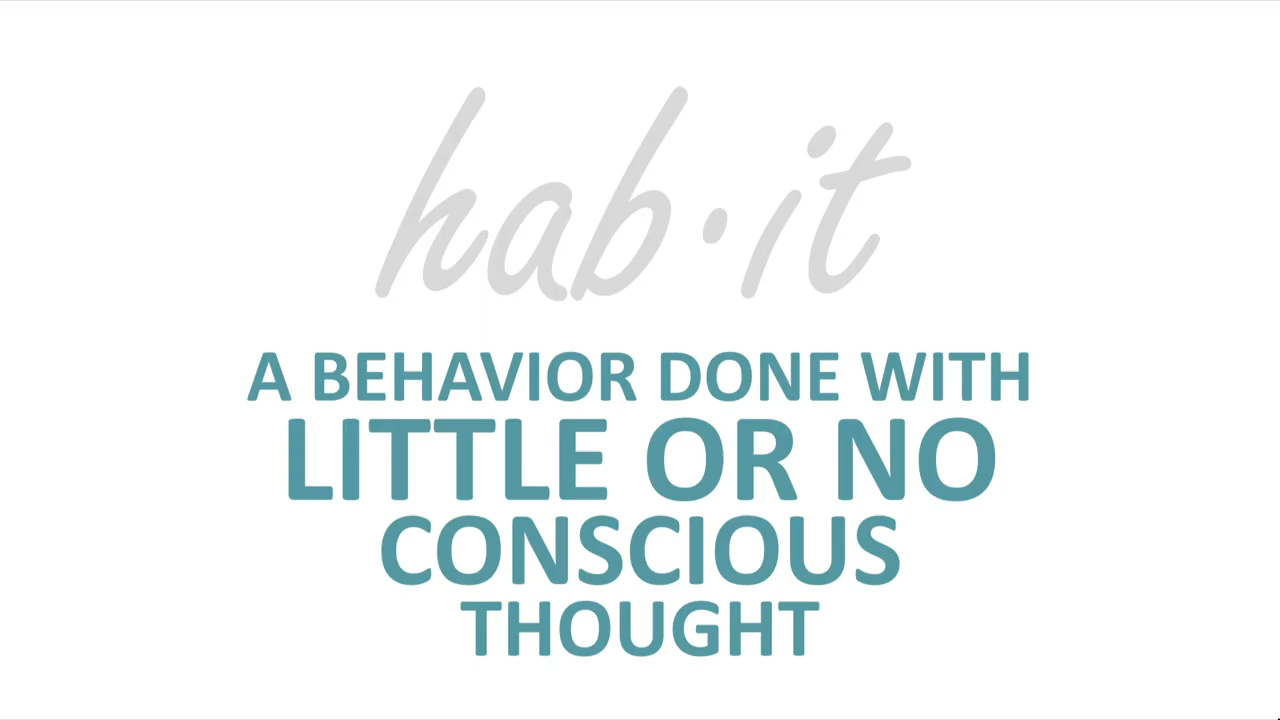 hab·it
A BEHAVIOR DONE WITH
LITTLE OR NO
CONSCIOUS
THOUGHT